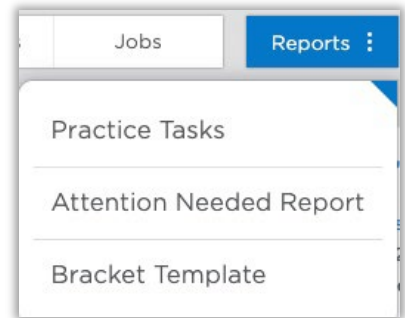 Jobs
Reports
Practice Tasks
Attention Needed Report
Bracket Template